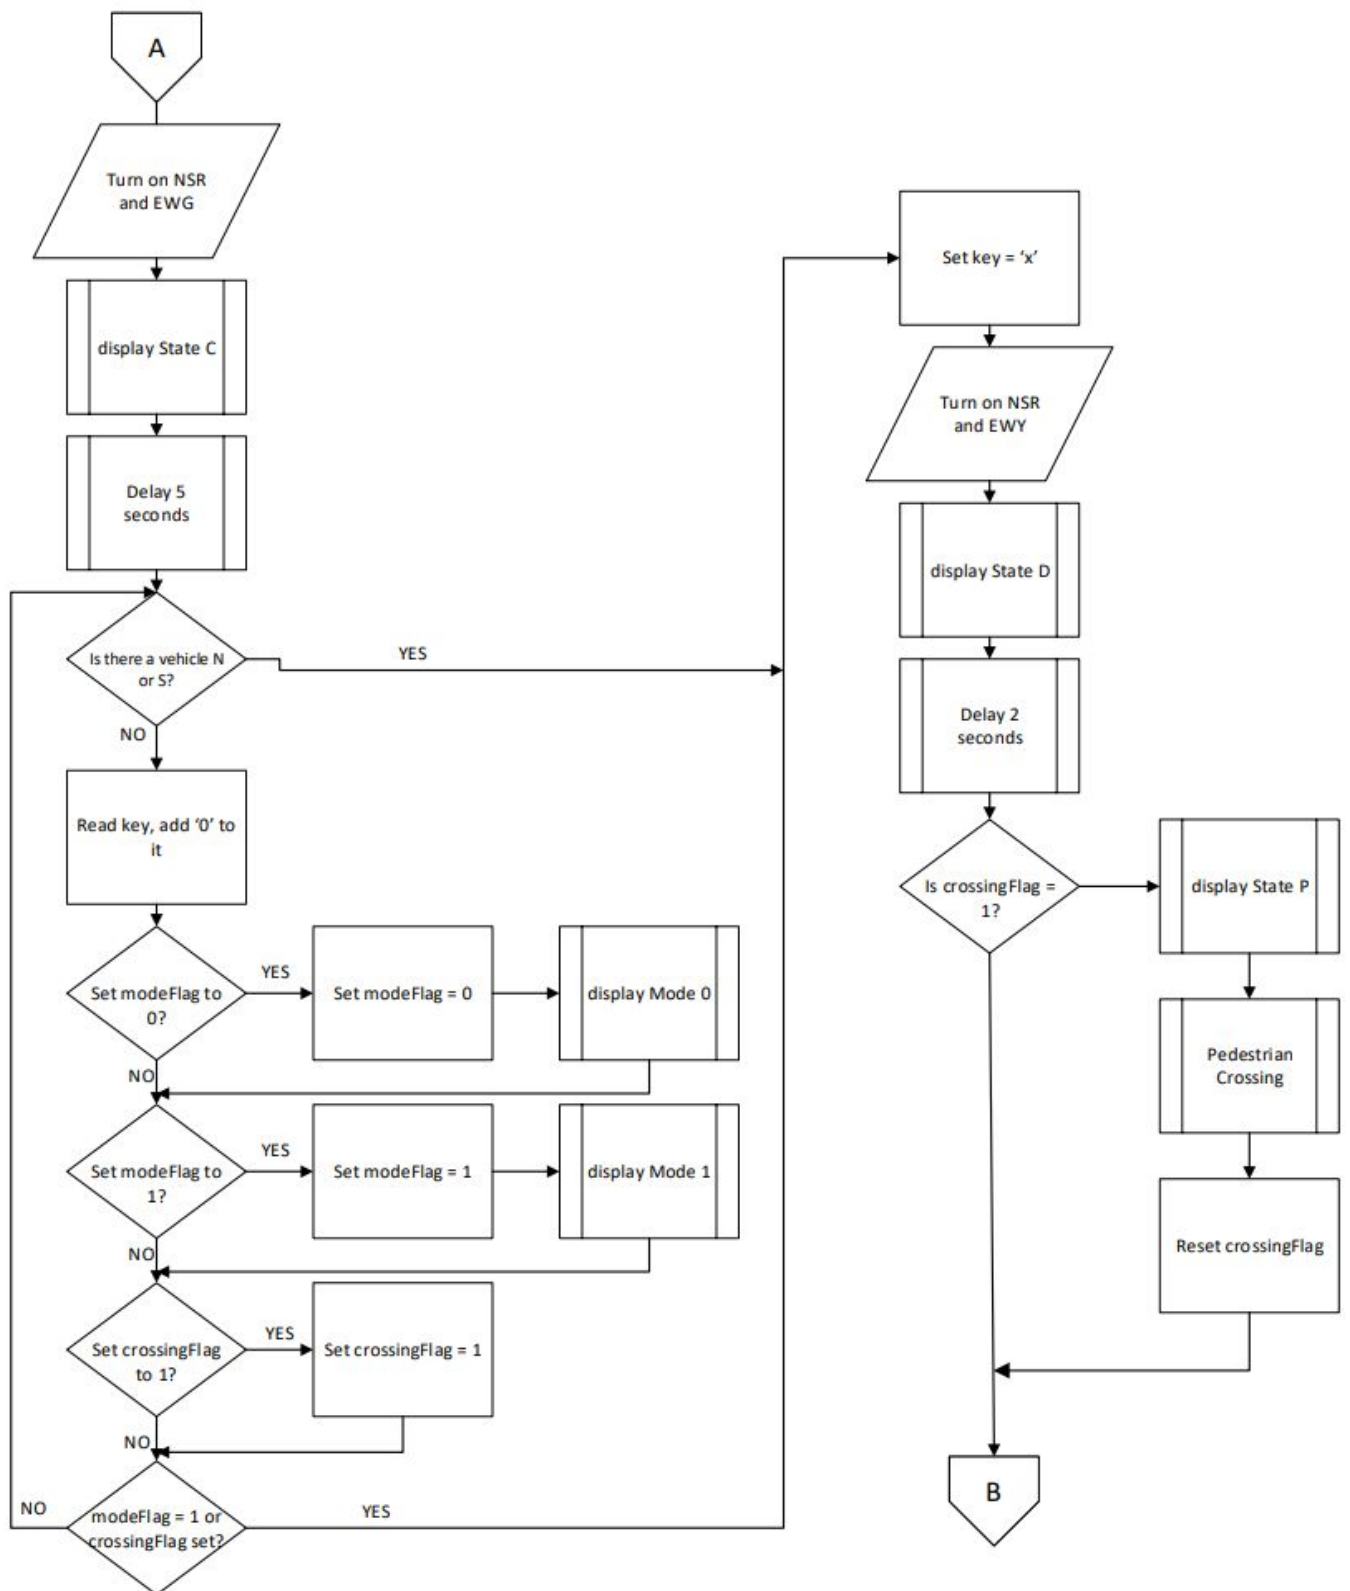 A
Turn on NSR
and EWG
display State C
Delay 5
seconds
Is there a vehicle N
or S?
YES
NO
Read key, add ‘0’ to
it
Set modeFlag to
0?
YES
Set modeFlag = 0
display Mode 0
NO
Set modeFlag to
1?
YES
Set modeFlag = 1
display Mode 1
NO
Set crossingFlag
to 1?
YES
Set crossingFlag = 1
NO
modeFlag = 1 or
crossingFlag set?
NO
YES
Set key = ‘x’
Turn on NSR
and EWY
display State D
Delay 2
seconds
Is crossingFlag =
1?
display State P
Pedestrian
Crossing
Reset crossingFlag
B